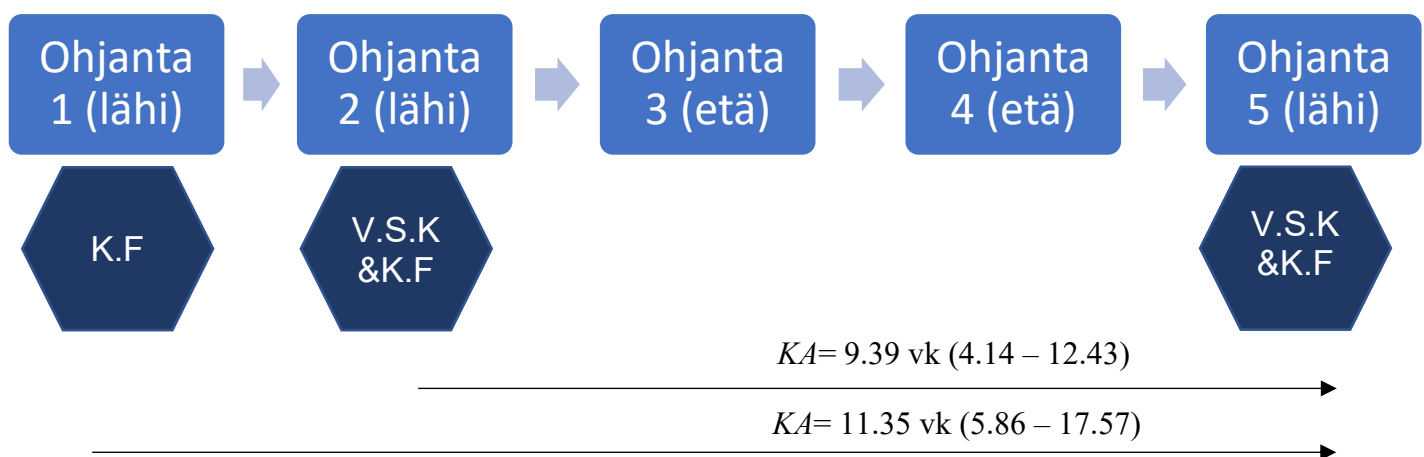 Ohjanta
1 (lähi)
Ohjanta
2 (lähi)
Ohjanta
3 (etä)
Ohjanta
4 (etä)
Ohjanta
5 (lähi)
K.F
V.S.K
&K.F
V.S.K
&K.F
KA= 9.39 vk (4.14 – 12.43)
KA= 11.35 vk (5.86 – 17.57)